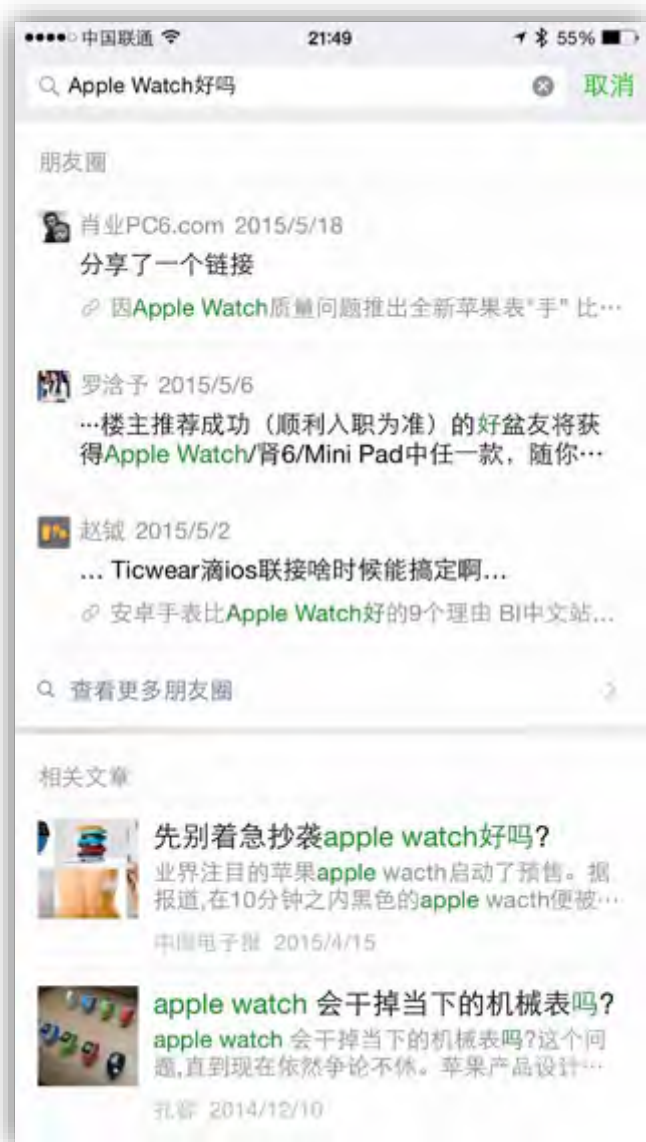 中国联通 21:49 55%
Apple Watch好吗 取消
朋友圈
肖业PC6.com 2015/5/18
分享了一个链接
因Apple Watch质量问题推出全新苹果表"手" 比…
罗浛予 2015/5/6
…楼主推荐成功（顺利入职为准）的好盆友将获
得Apple Watch/肾6/Mini Pad中任一款，随你…
赵钺 2015/5/2
... Ticwear滴ios联接啥时候能搞定啊...
安卓手表比Apple Watch好的9个理由 BI中文站...
查看更多朋友圈
相关文章
先别着急抄袭apple watch好吗?
业界注目的苹果apple wacth启动了预售。据
报道,在10分钟之内黑色的apple wacth便被…
中国电子报 2015/4/15
apple watch 会干掉当下的机械表吗?
apple watch 会干掉当下的机械表吗?这个问
题,直到现在依然争论不休。苹果产品设计…
2014/12/10